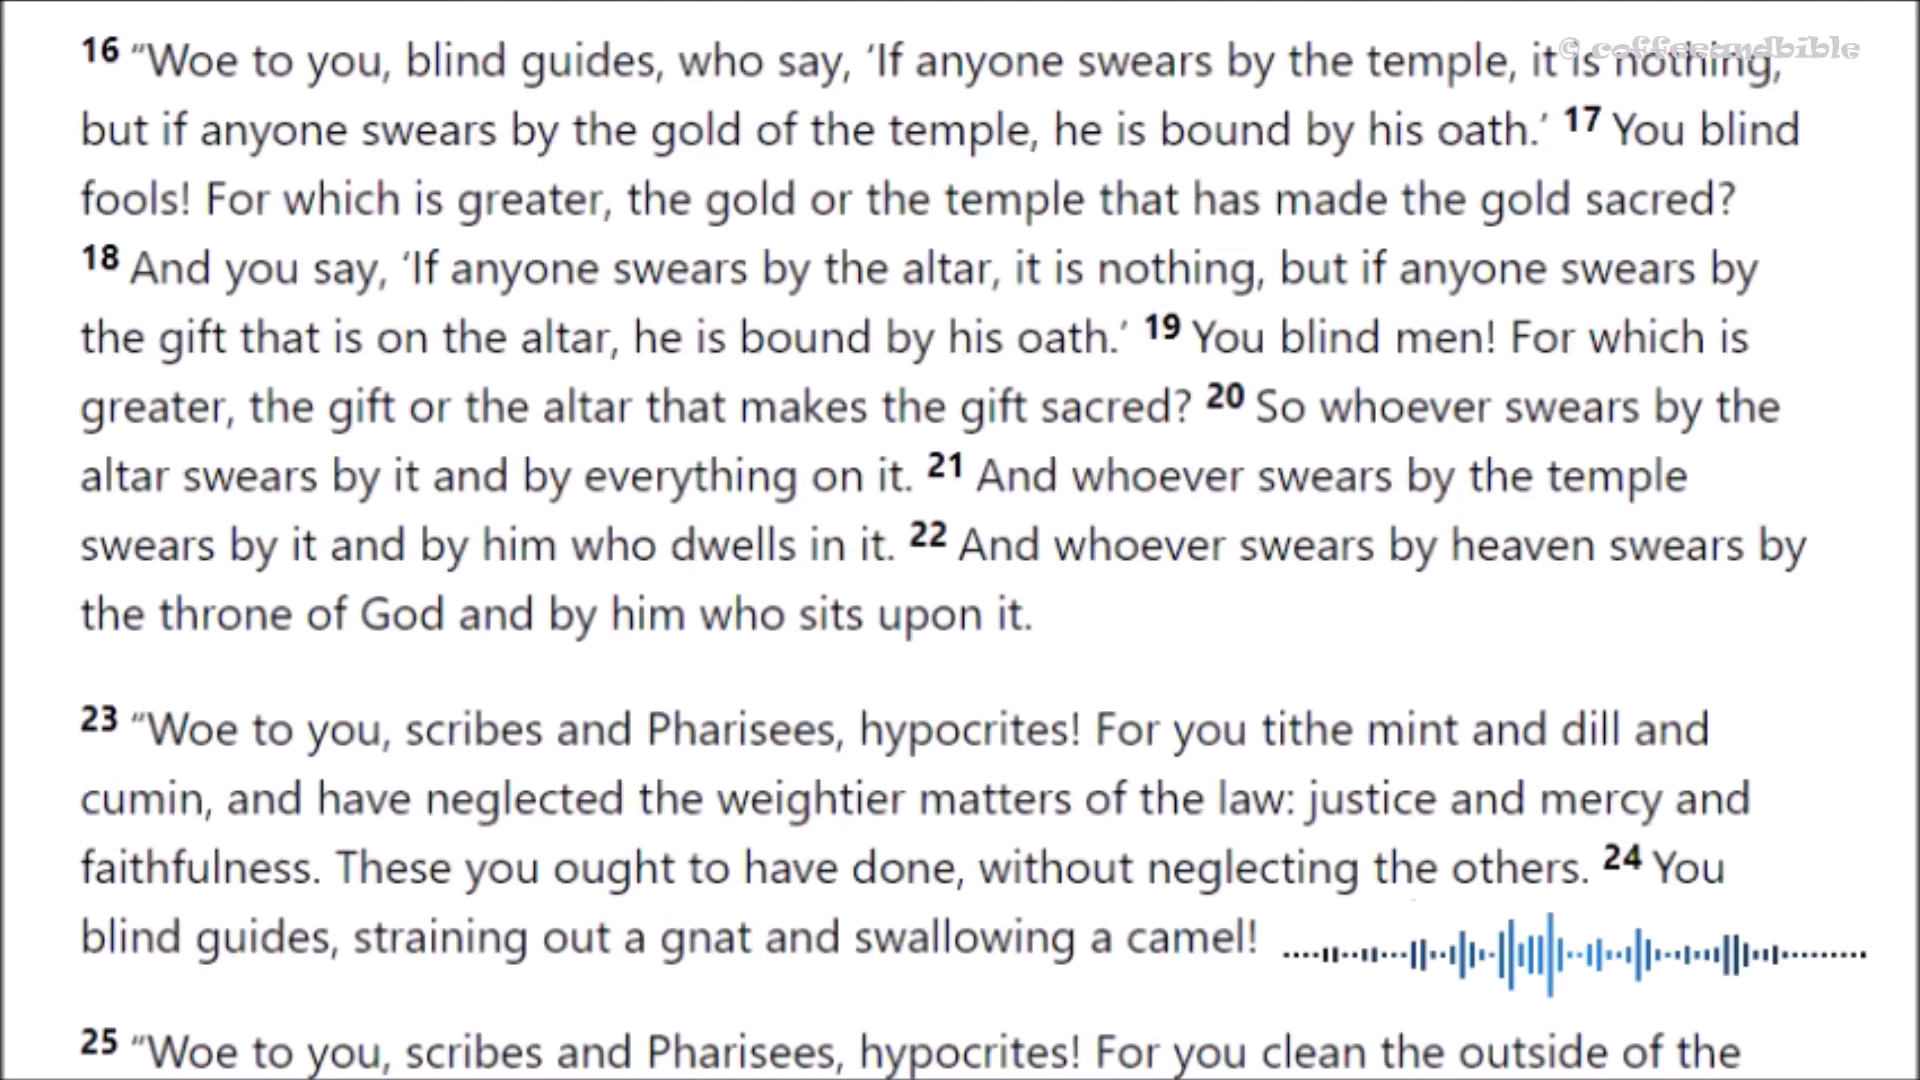 © coffeeandbible
16 “Woe to you, blind guides, who say, ‘If anyone swears by the temple, it is nothing,
but if anyone swears by the gold of the temple, he is bound by his oath.’ 17 You blind
fools! For which is greater, the gold or the temple that has made the gold sacred?
18 And you say, ‘If anyone swears by the altar, it is nothing, but if anyone swears by
the gift that is on the altar, he is bound by his oath.’ 19 You blind men! For which is
greater, the gift or the altar that makes the gift sacred? 20 So whoever swears by the
altar swears by it and by everything on it. 21 And whoever swears by the temple
swears by it and by him who dwells in it. 22 And whoever swears by heaven swears by
the throne of God and by him who sits upon it.
23 “Woe to you, scribes and Pharisees, hypocrites! For you tithe mint and dill and
cumin, and have neglected the weightier matters of the law: justice and mercy and
faithfulness. These you ought to have done, without neglecting the others. 24 You
blind guides, straining out a gnat and swallowing a camel!
25 “Woe to you, scribes and Pharisees, hypocrites! For you clean the outside of the